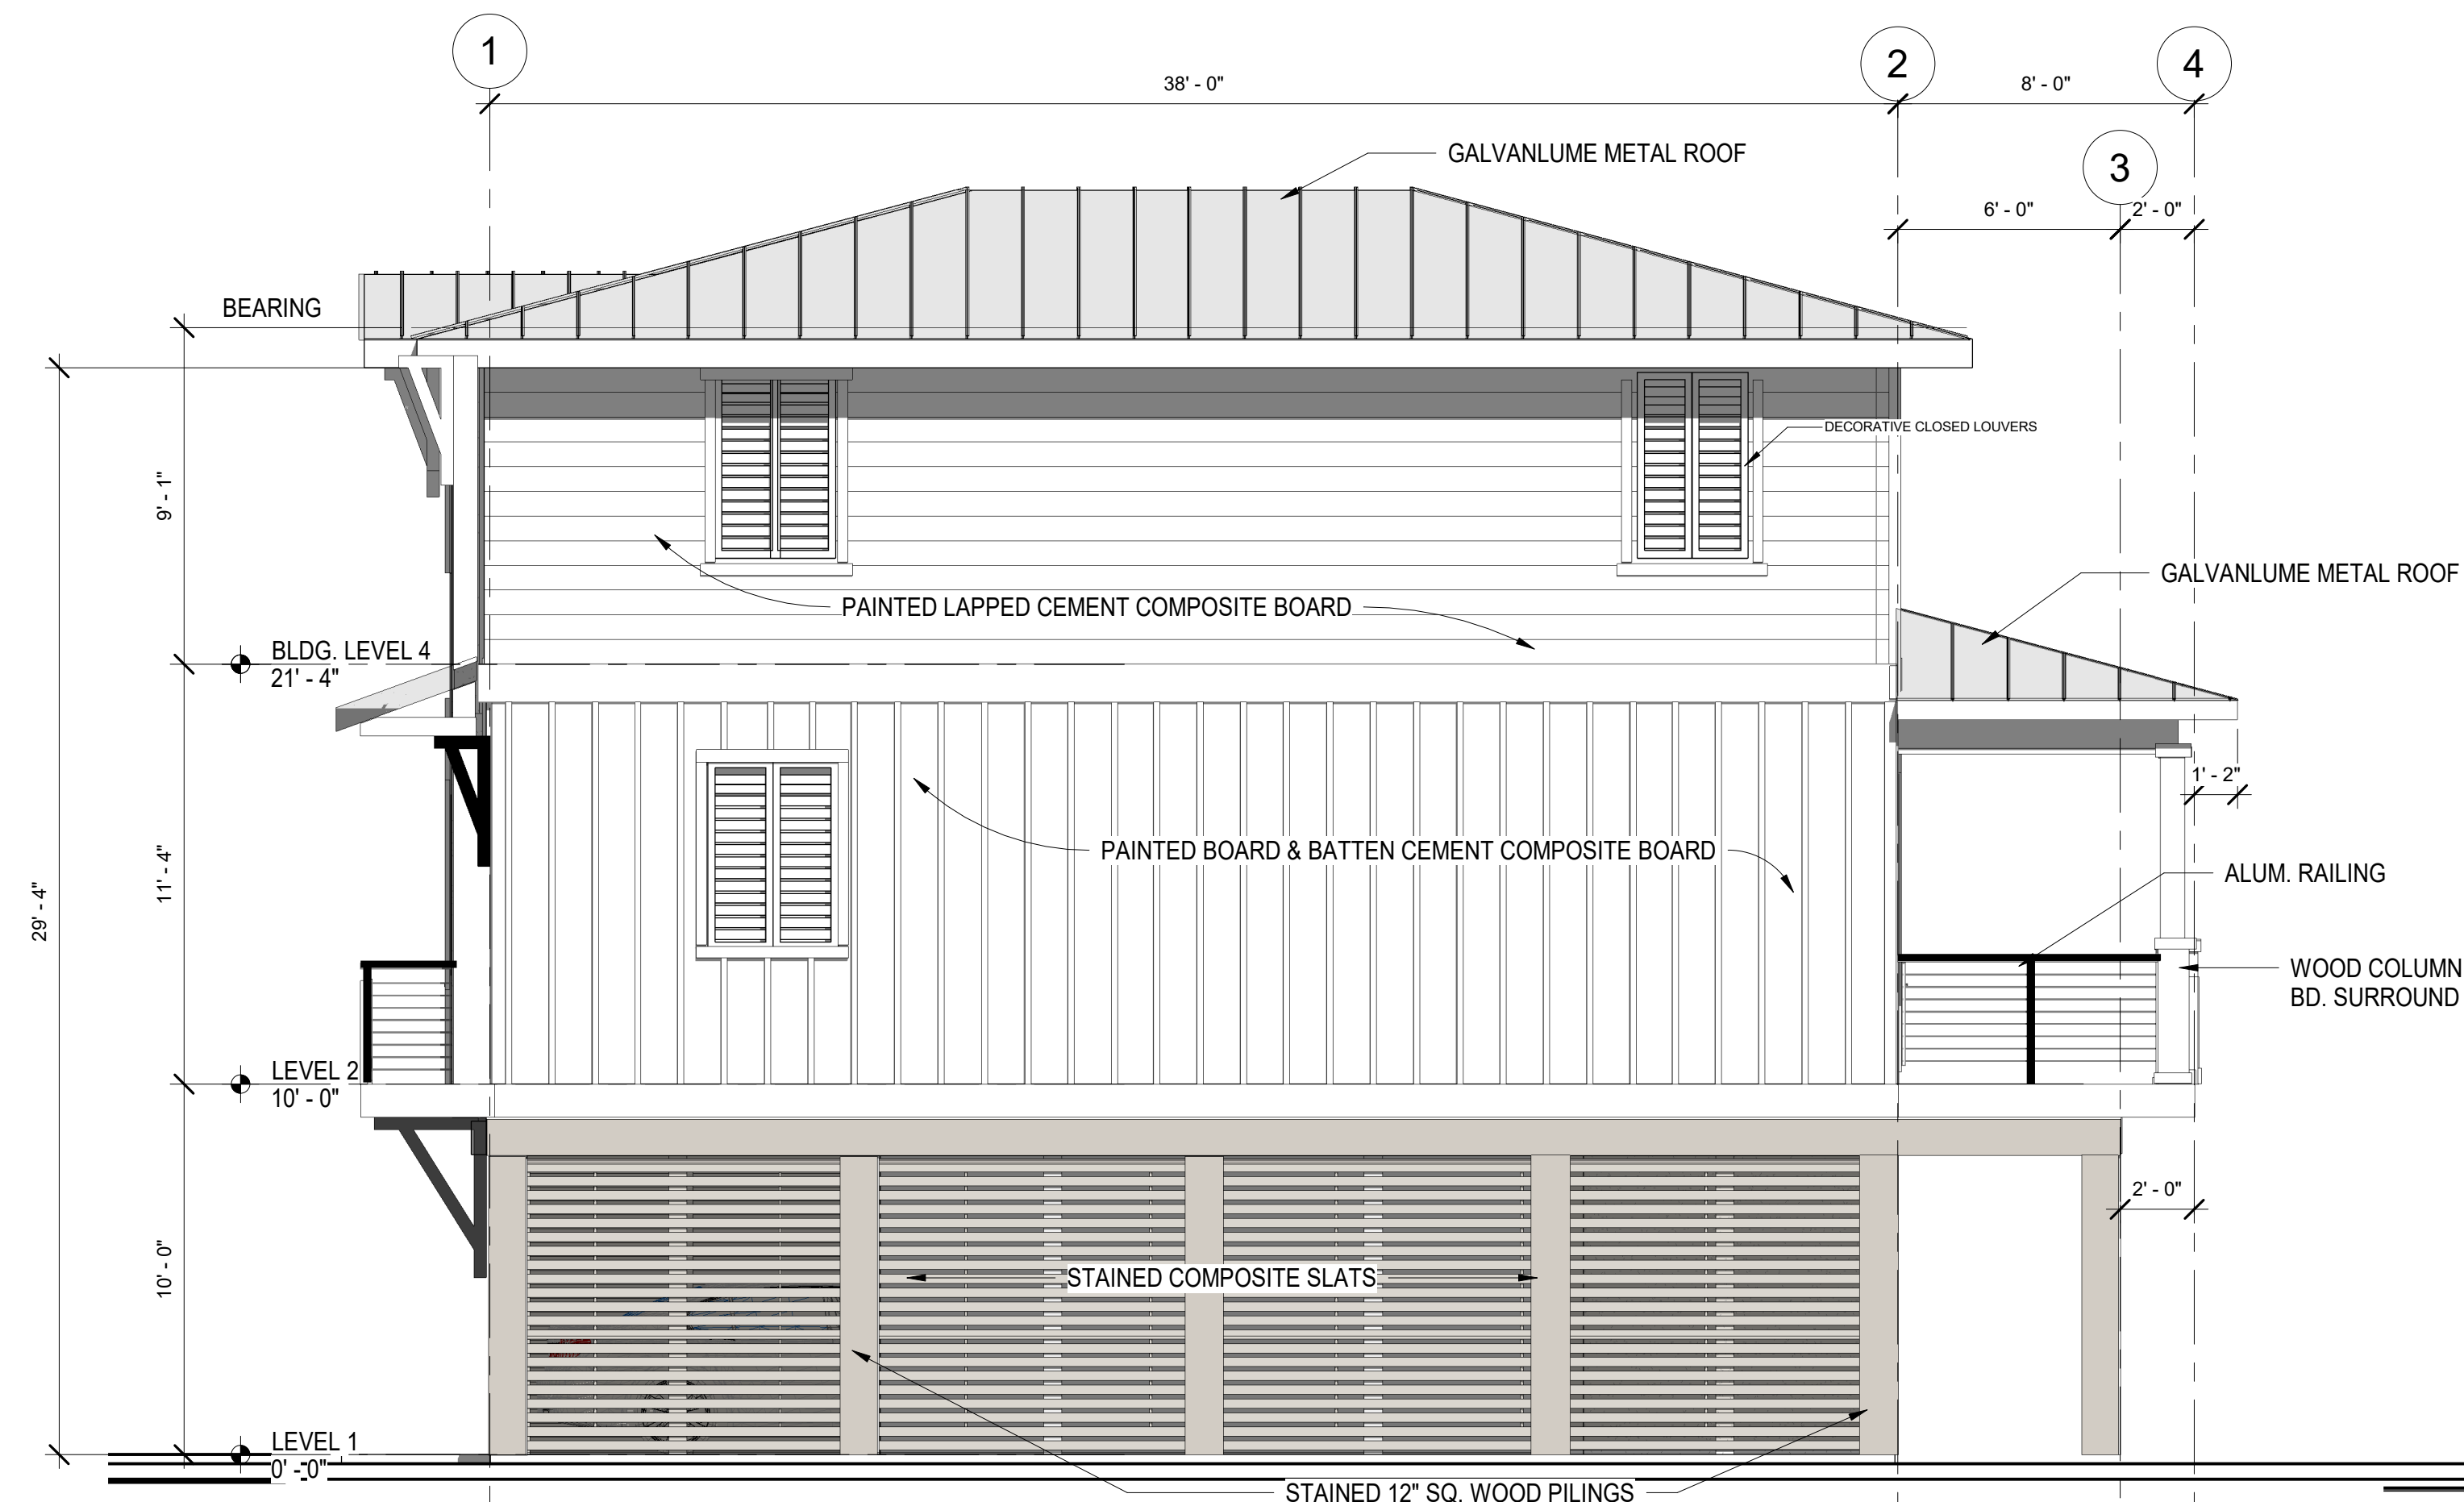 1
2
4
38' - 0"
8' - 0"
GALVANLUME METAL ROOF
3
6' - 0"
2' - 0"
BEARING
DECORATIVE CLOSED LOUVERS
9' - 1"
GALVANLUME METAL ROOF
PAINTED LAPPED CEMENT COMPOSITE BOARD
BLDG. LEVEL 4
21' - 4"
1' - 2"
PAINTED BOARD & BATTEN CEMENT COMPOSITE BOARD
11' - 4"
ALUM. RAILING
29' - 4"
WOOD COLUMN
BD. SURROUND
LEVEL 2
10' - 0"
2' - 0"
10' - 0"
STAINED COMPOSITE SLATS
LEVEL 1
0' - 0"
STAINED 12" SQ. WOOD PILINGS